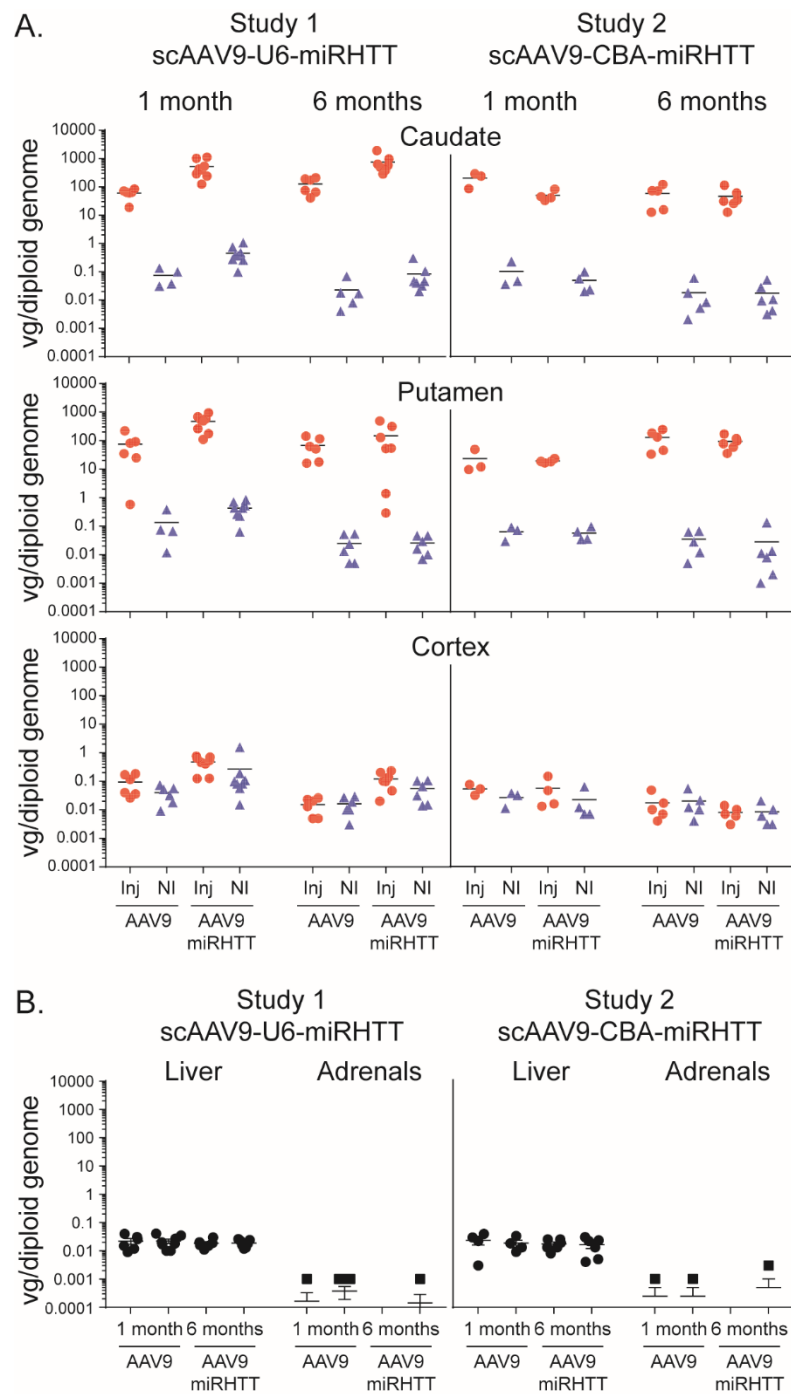 A.
Study 1
scAAV9-U6-miRHTT
Study 2
scAAV9-CBA-miRHTT
1 month 6 months 1 month 6 months
Caudate
vg/diploid genome
10000
1000
100
10
1
0.1
0.01
0.001
0.0001
Putamen
vg/diploid genome
10000
1000
100
10
1
0.1
0.01
0.001
0.0001
Cortex
vg/diploid genome
10000
1000
100
10
1
0.1
0.01
0.001
0.0001
Inj NI Inj NI Inj NI Inj NI Inj NI Inj NI Inj NI Inj NI
AAV9 AAV9 AAV9 AAV9 AAV9 AAV9 AAV9 AAV9
miRHTT miRHTT miRHTT miRHTT
B.
Study 1
scAAV9-U6-miRHTT
Study 2
scAAV9-CBA-miRHTT
Liver Adrenals Liver Adrenals
vg/diploid genome
10000
1000
100
10
1
0.1
0.01
0.001
0.0001
1 month 6 months 1 month 6 months 1 month 6 months 1 month 6 months
AAV9 AAV9 AAV9 AAV9 AAV9 AAV9 AAV9 AAV9
miRHTT miRHTT miRHTT miRHTT